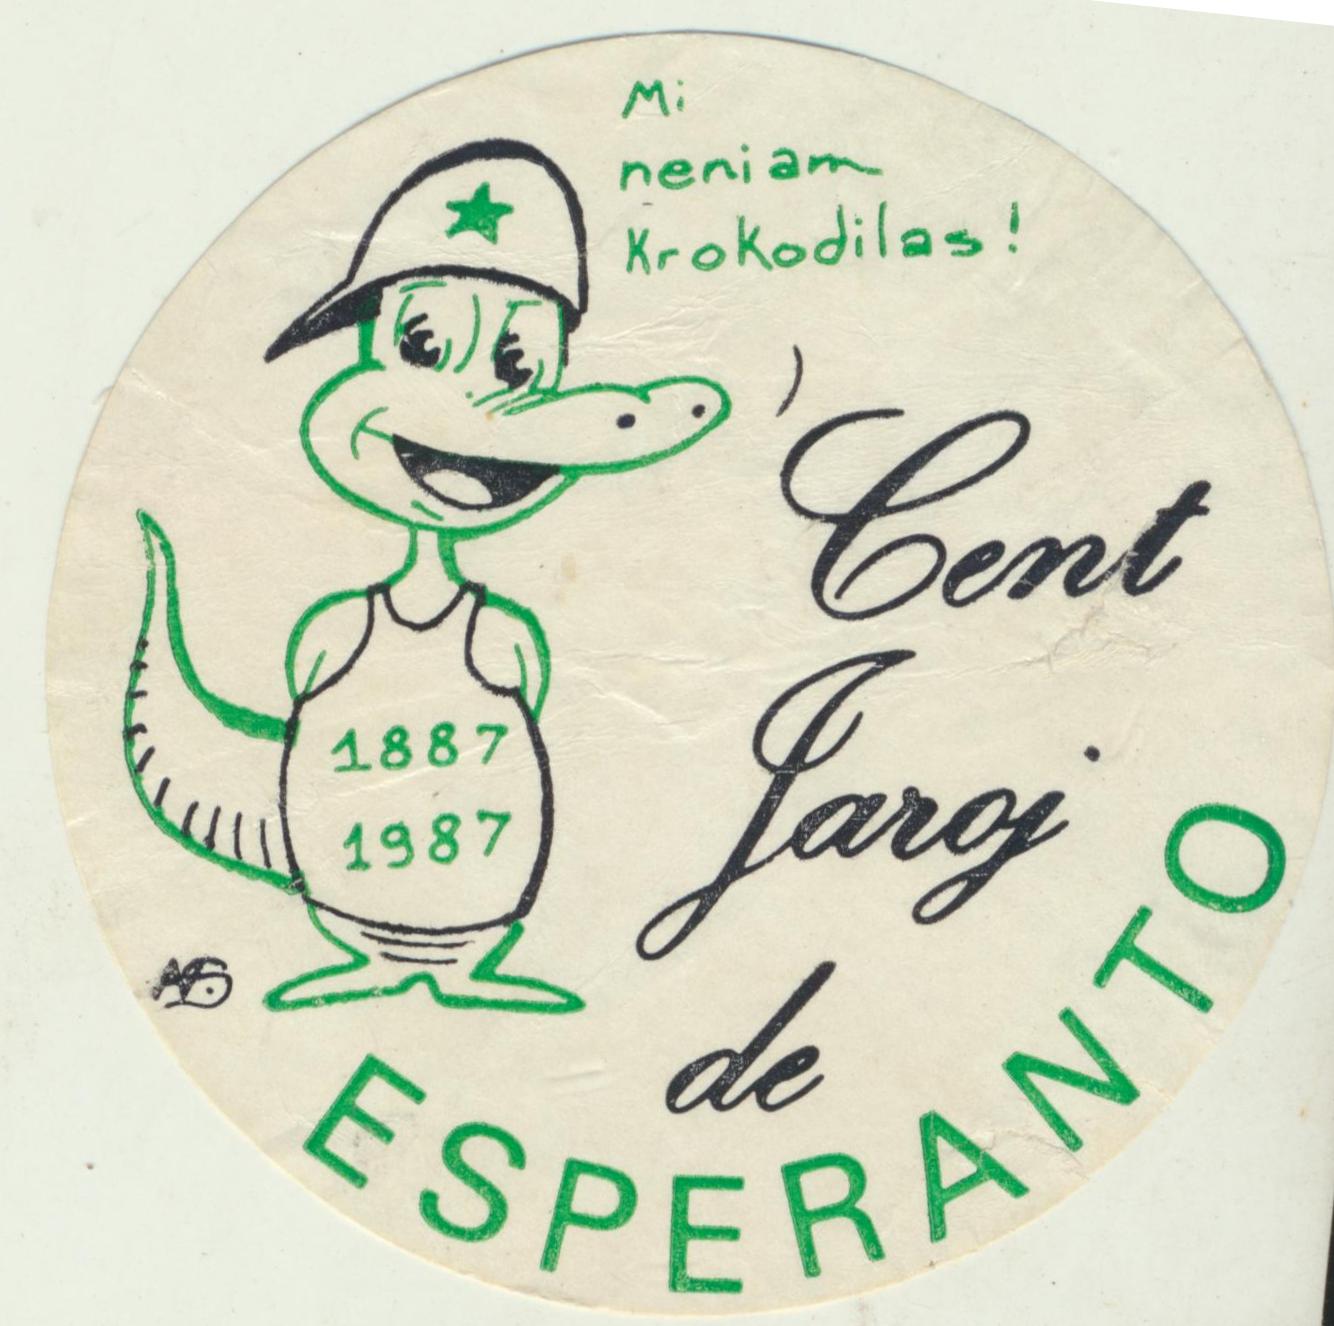 Mi
neniam
Krokodilas!
1887
1987
Cent
Jaroj
de
ESPERANTO